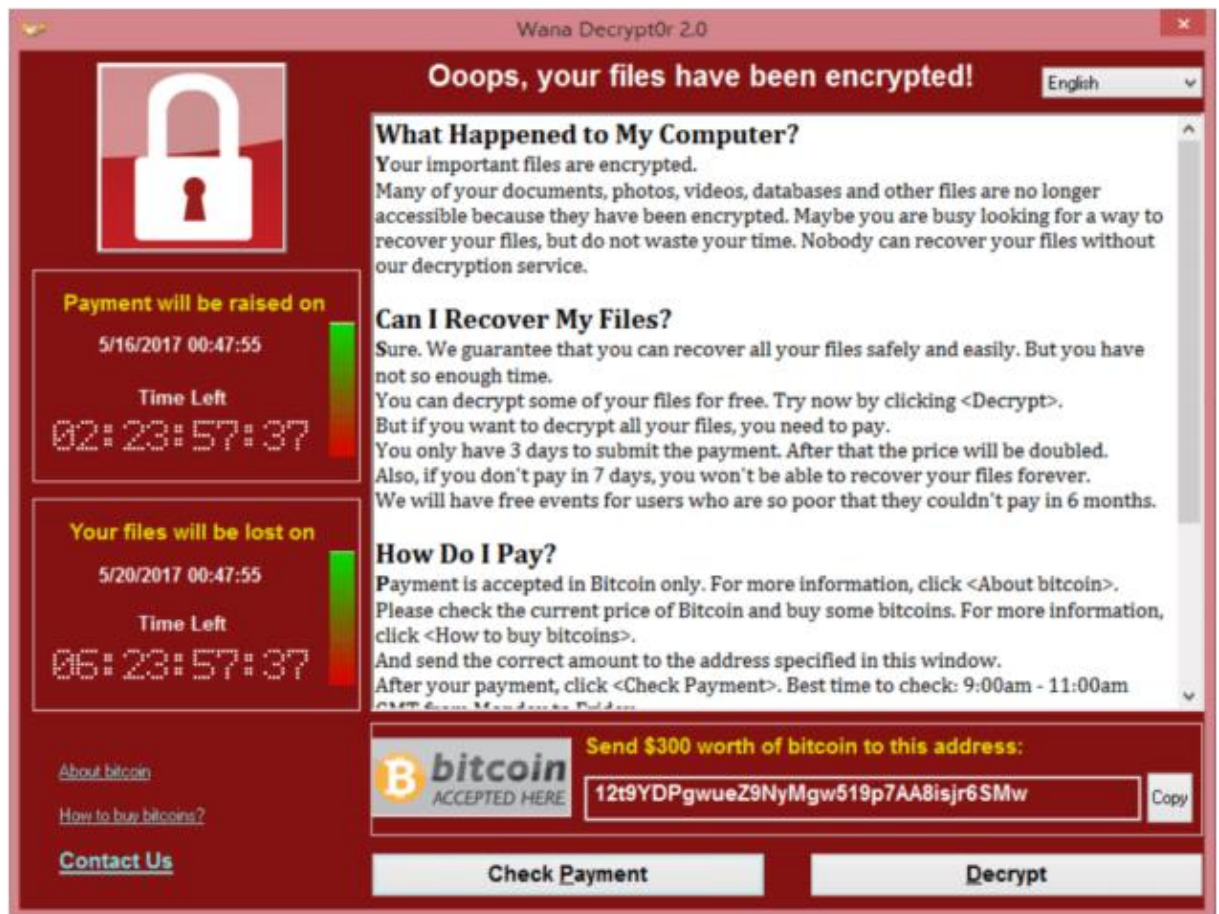 Wana Decrypt0r 2.0
Ooops, your files have been encrypted!
English
What Happened to My Computer?
Your important files are encrypted.
Many of your documents, photos, videos, databases and other files are no longer
accessible because they have been encrypted. Maybe you are busy looking for a way to
recover your files, but do not waste your time. Nobody can recover your files without
our decryption service.
Can I Recover My Files?
Sure. We guarantee that you can recover all your files safely and easily. But you have
not so enough time.
You can decrypt some of your files for free. Try now by clicking <Decrypt>.
But if you want to decrypt all your files, you need to pay.
You only have 3 days to submit the payment. After that the price will be doubled.
Also, if you don't pay in 7 days, you won't be able to recover your files forever.
We will have free events for users who are so poor that they couldn't pay in 6 months.
How Do I Pay?
Payment is accepted in Bitcoin only. For more information, click <About bitcoin>.
Please check the current price of Bitcoin and buy some bitcoins. For more information,
click <How to buy bitcoins>.
And send the correct amount to the address specified in this window.
After your payment, click <Check Payment>. Best time to check: 9:00am - 11:00am
GMT from Monday to Friday
Payment will be raised on
5/16/2017 00:47:55
Time Left
02:23:57:37
Your files will be lost on
5/20/2017 00:47:55
Time Left
06:23:57:37
About bitcoin
How to buy bitcoins?
Contact Us
bitcoin
ACCEPTED HERE
Send $300 worth of bitcoin to this address:
12t9YDPgwueZ9NyMgw519p7AA8isjr6SMw
Copy
Check Payment
Decrypt